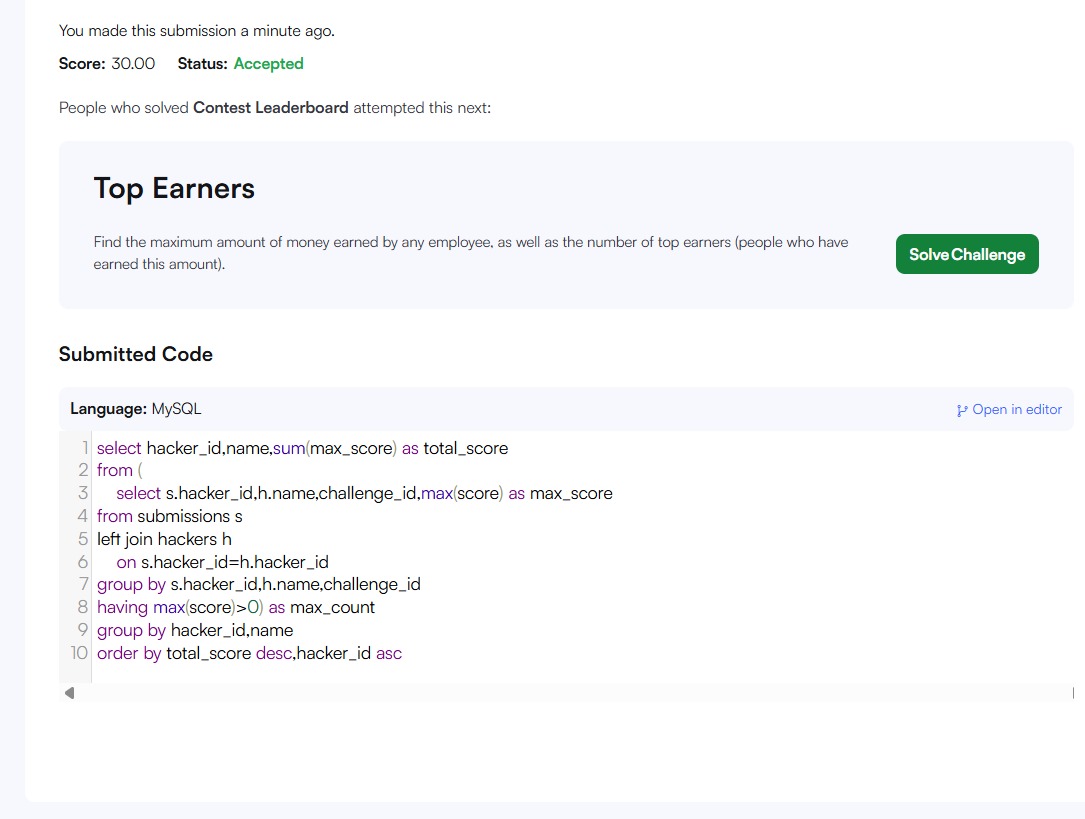 You made this submission a minute ago.
Score: 30.00 Status: Accepted
People who solved Contest Leaderboard attempted this next:
Top Earners
Find the maximum amount of money earned by any employee, as well as the number of top earners (people who have
earned this amount).
Solve Challenge
Submitted Code
Language: MySQL
Open in editor
1 select hacker_id,name,sum(max_score) as total_score
2 from (
3 select s.hacker_id,h.name,challenge_id,max(score) as max_score
4 from submissions s
5 left join hackers h
6 on s.hacker_id=h.hacker_id
7 group by s.hacker_id,h.name,challenge_id
8 having max(score)>0) as max_count
9 group by hacker_id,name
10 order by total_score desc,hacker_id asc